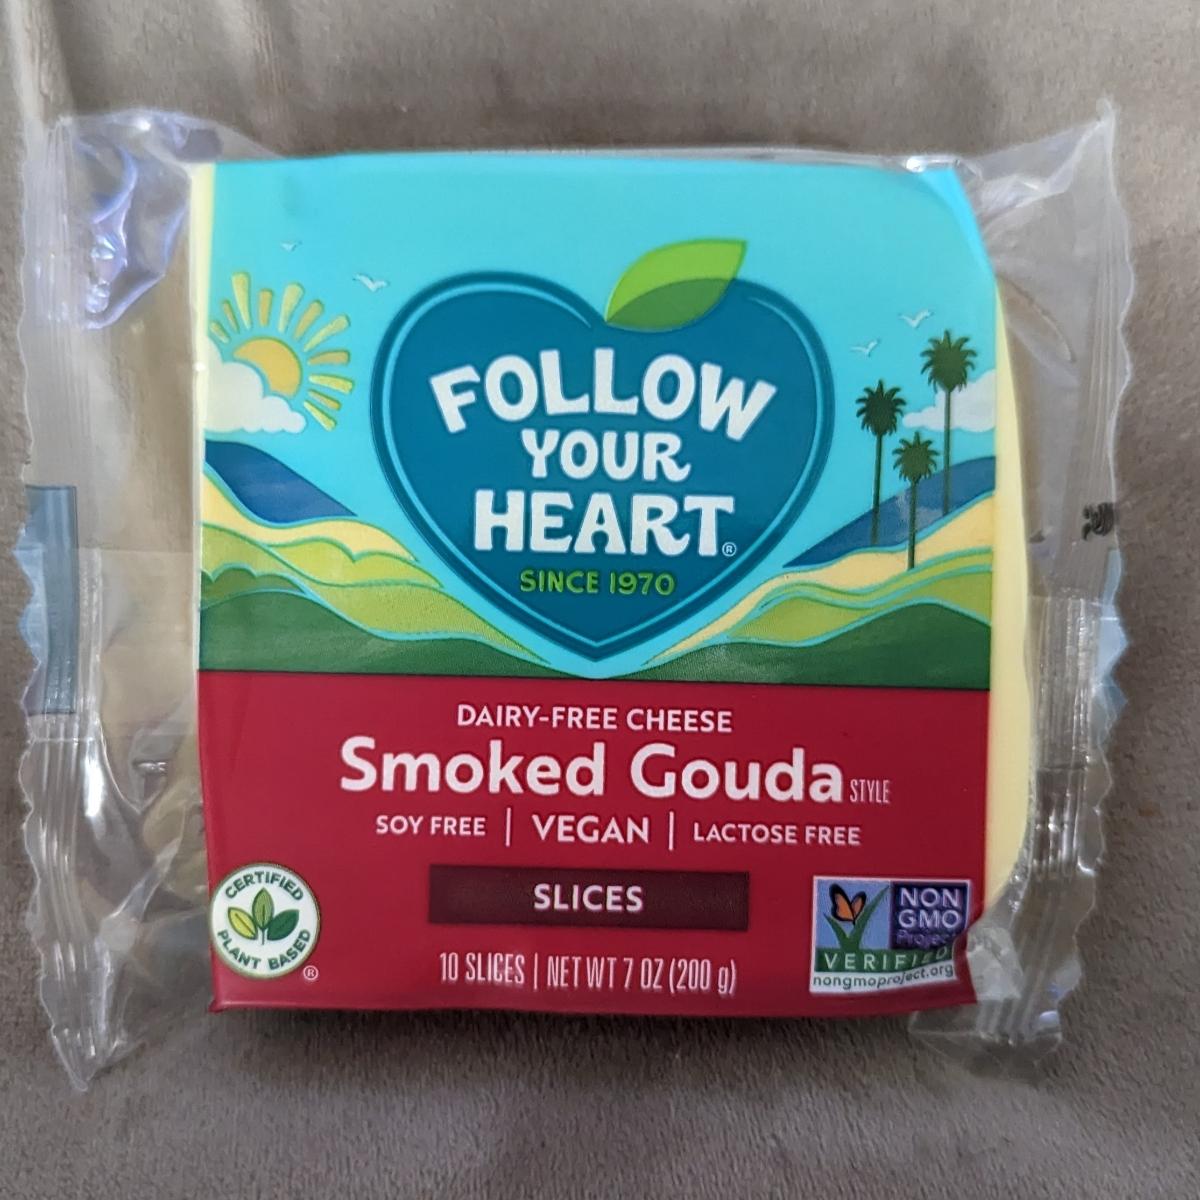 FOLLOW
YOUR
HEART®
SINCE 1970
DAIRY-FREE CHEESE
Smoked Gouda STYLE
SOY FREE | VEGAN | LACTOSE FREE
SLICES
CERTIFIED
PLANT BASED
®
10 SLICES | NET WT 7 OZ (200 g)
NON
GMO
Project
VERIFIED
nongmoproject.org